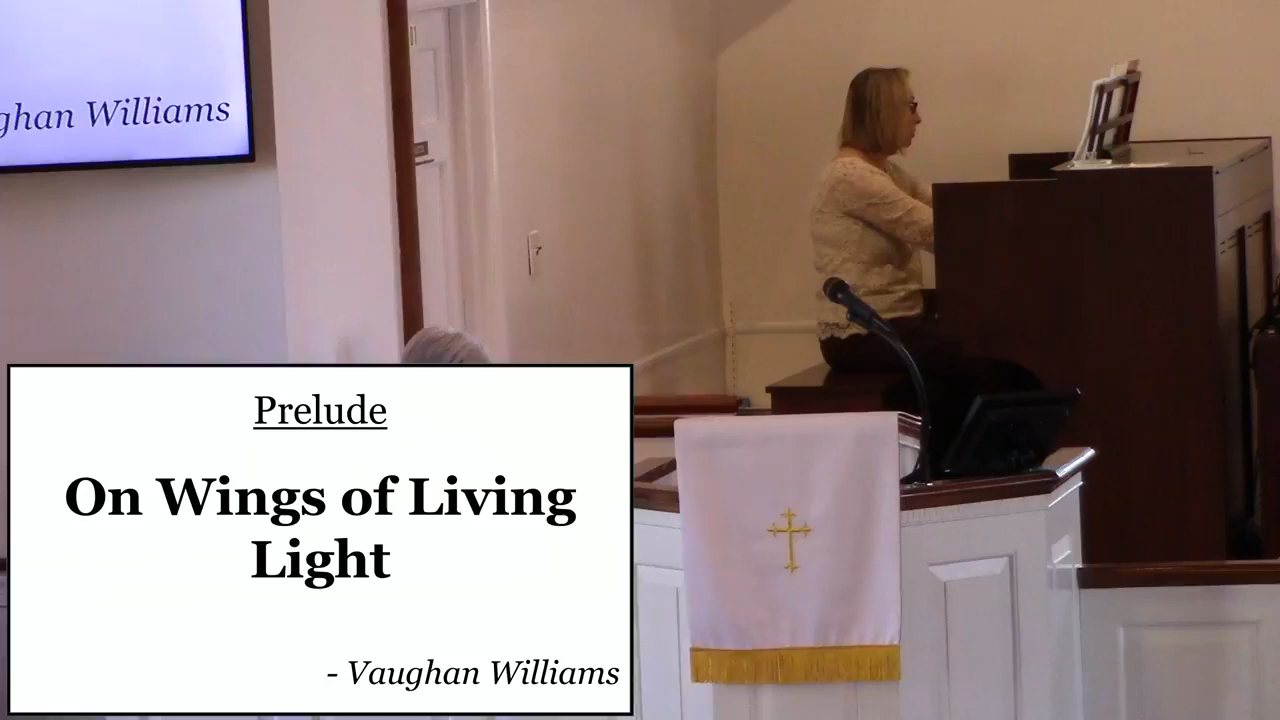 ghan Williams
Prelude
On Wings of Living
Light
- Vaughan Williams